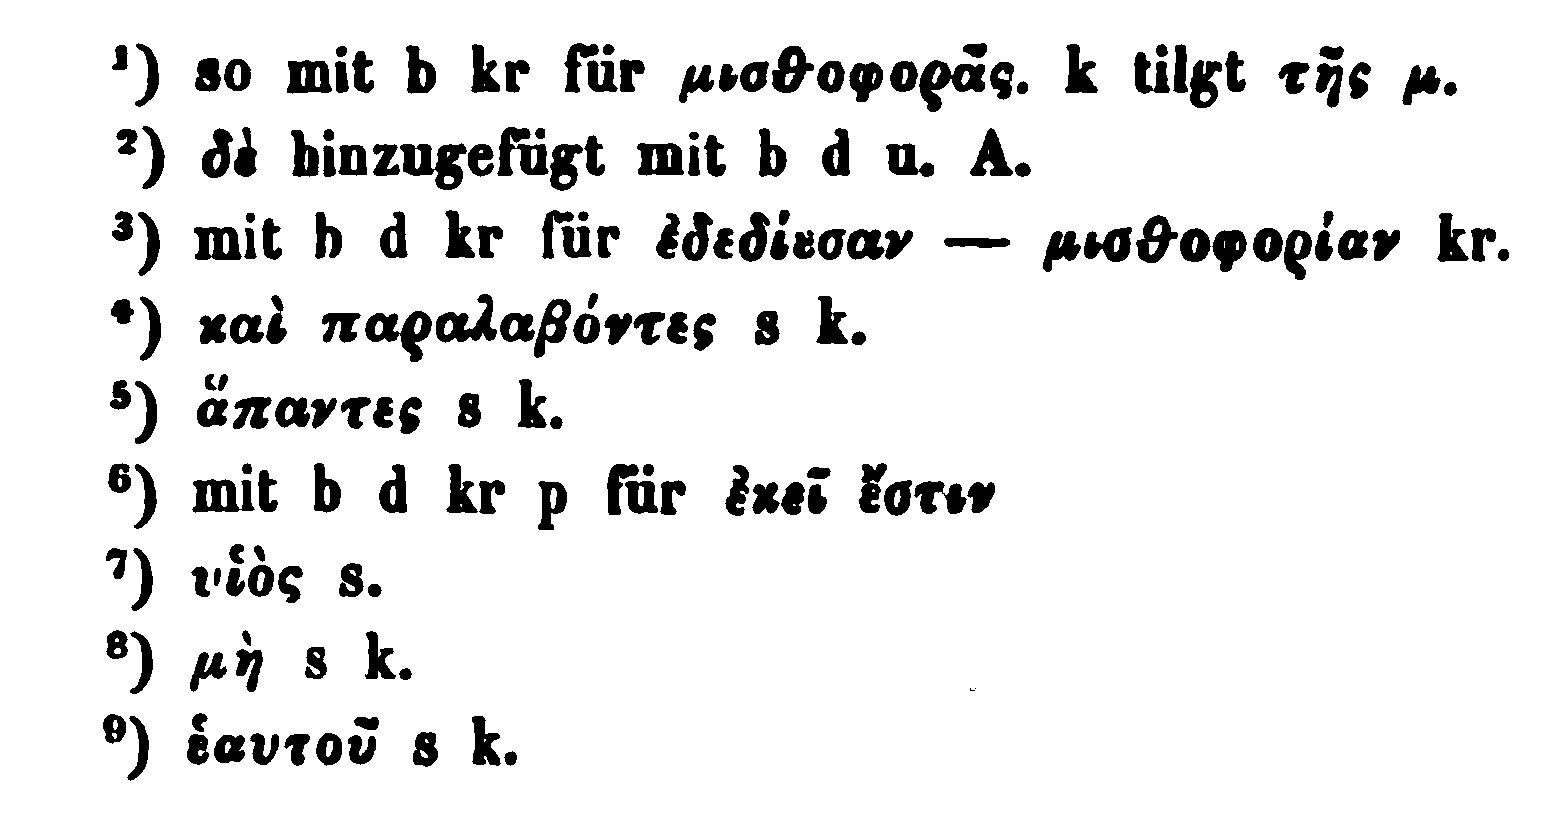 ¹) so mit b kr für μισθοφορᾶς. k tilgt τῆς μ.
²) δὲ hinzugefügt mit b d u. A.
³) mit b d kr für ἐδεδίεσαν — μισθοφορίαν kr.
⁴) καὶ παραλαβόντες s k.
⁵) ἅπαντες s k.
⁶) mit b d kr p für ἐκεῖ ἔστιν
⁷) υἱὸς s.
⁸) μὴ s k.
⁹) ἑαυτοῦ s k.